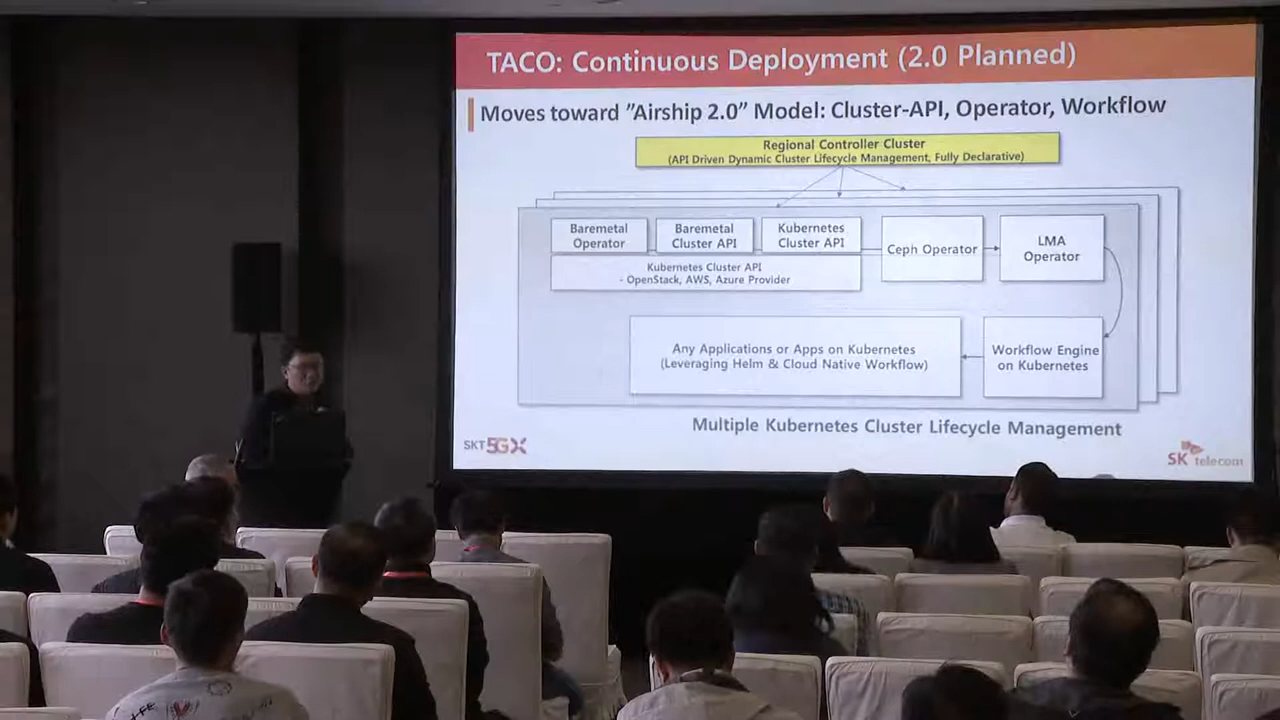 TACO: Continuous Deployment (2.0 Planned)
Moves toward ”Airship 2.0” Model: Cluster-API, Operator, Workflow
Regional Controller Cluster
(API Driven Dynamic Cluster Lifecycle Management, Fully Declarative)
Baremetal
Operator
Baremetal
Cluster API
Kubernetes
Cluster API
Ceph Operator
LMA
Operator
Kubernetes Cluster API
- OpenStack, AWS, Azure Provider
Any Applications or Apps on Kubernetes
(Leveraging Helm & Cloud Native Workflow)
Workflow Engine
on Kubernetes
Multiple Kubernetes Cluster Lifecycle Management
SKT 5GX
SK telecom